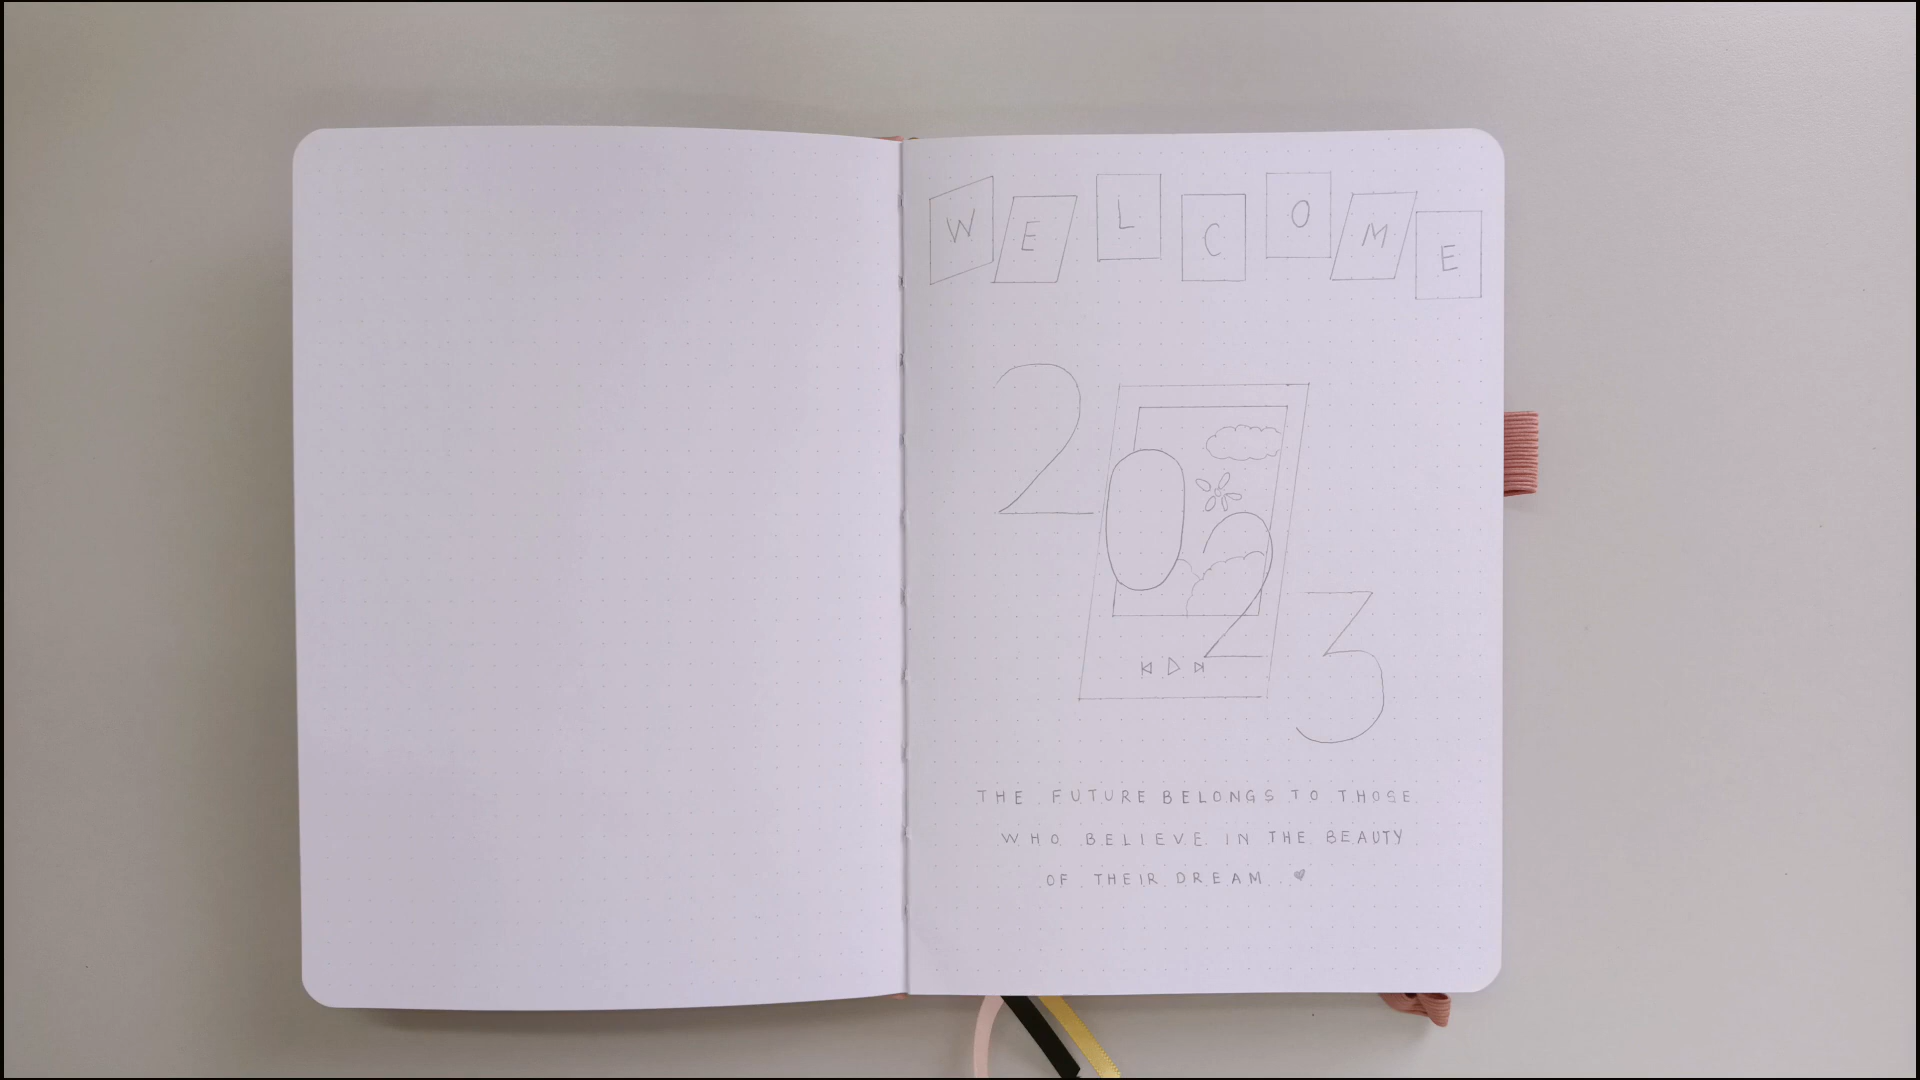 WELCOME
2023
THE FUTURE BELONGS TO THOSE
WHO BELIEVE IN THE BEAUTY
OF THEIR DREAM